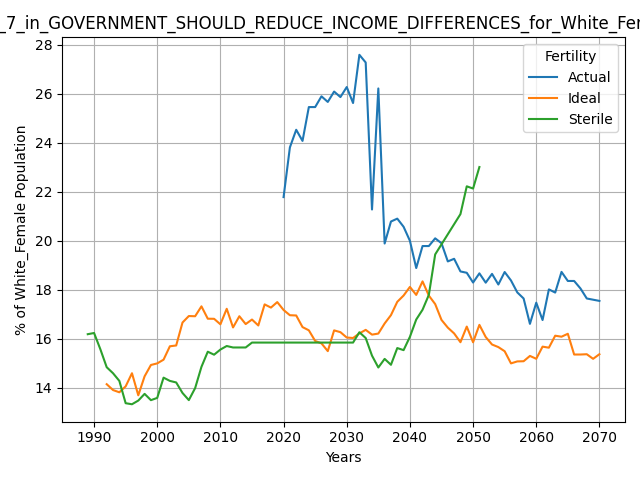 _7_in_GOVERNMENT_SHOULD_REDUCE_INCOME_DIFFERENCES_for_White_Fe
% of White_Female Population
28
26
24
22
20
18
16
14
Fertility
Actual
Ideal
Sterile
1990 2000 2010 2020 2030 2040 2050 2060 2070
Years